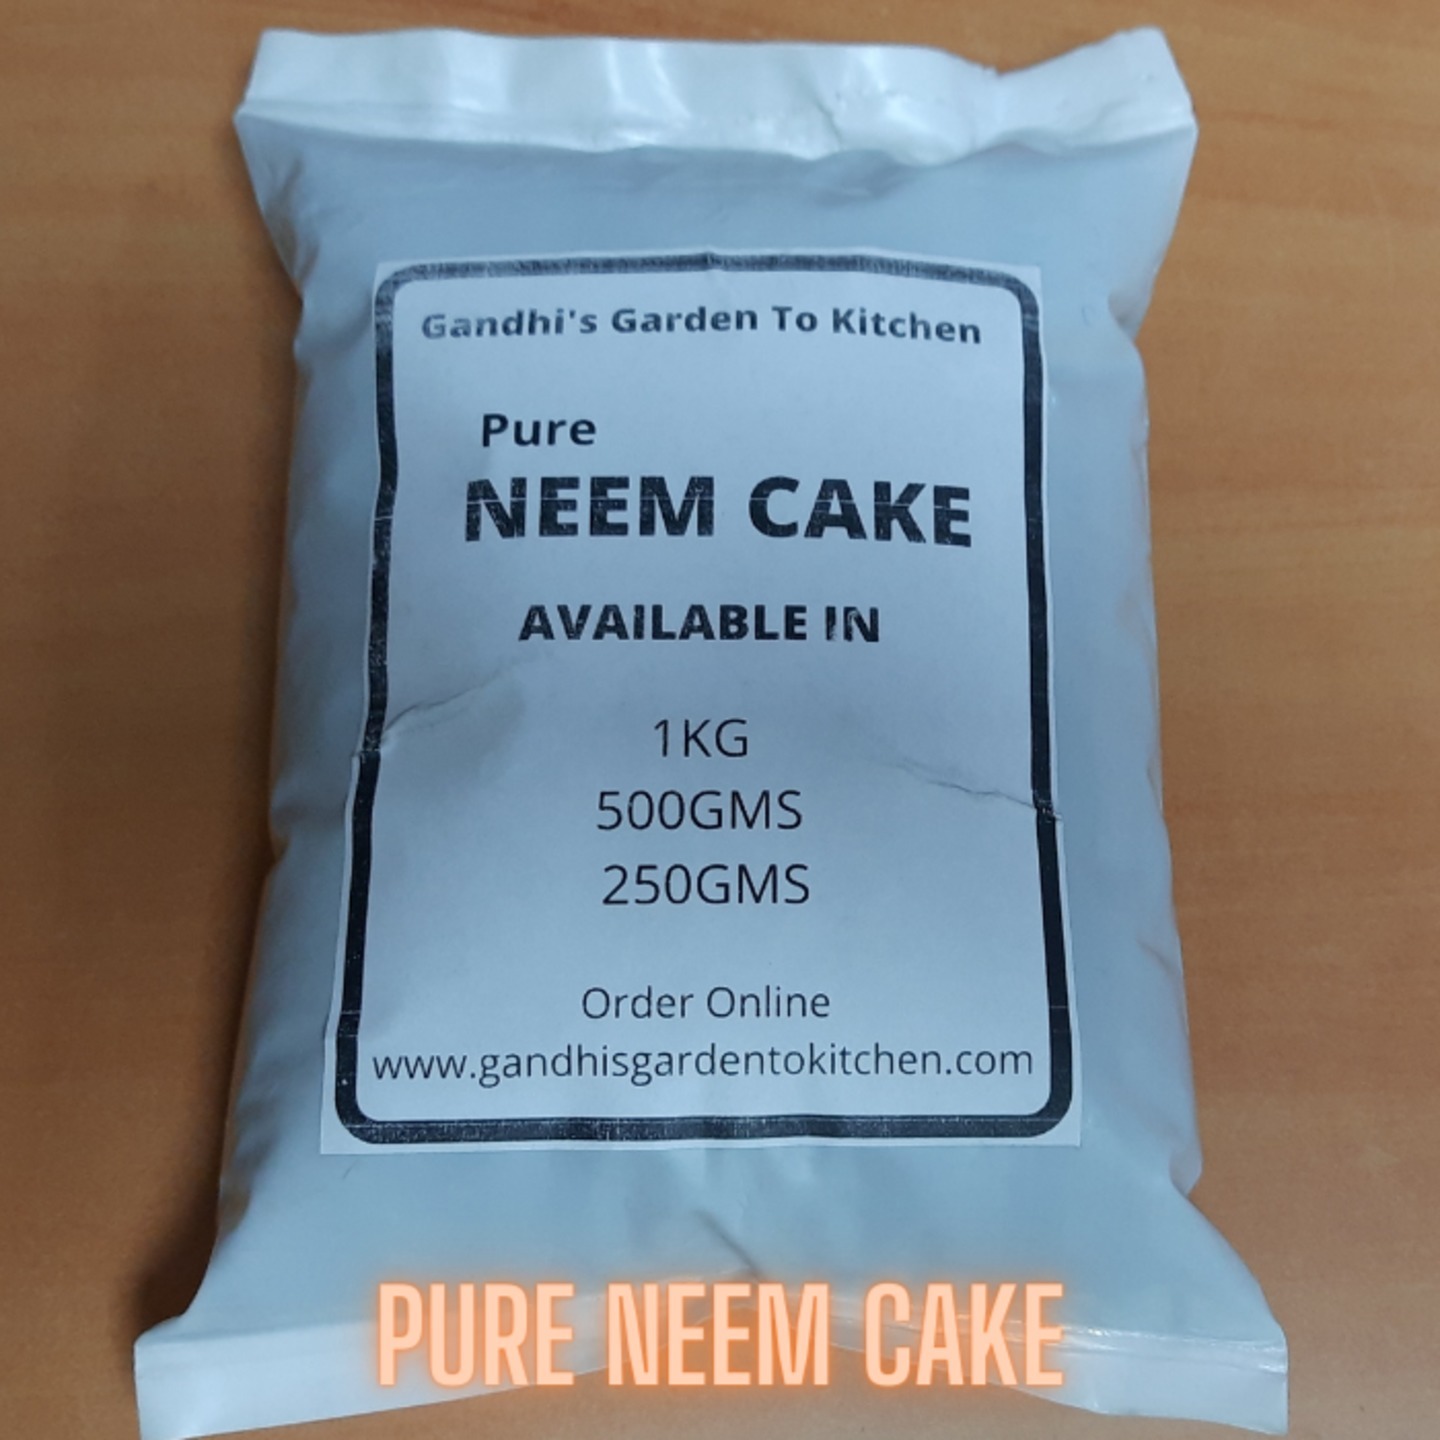 Gandhi's Garden To Kitchen
Pure
NEEM CAKE
AVAILABLE IN
1KG
500GMS
250GMS
Order Online
www.gandhisgardentokitchen.com
PURE NEEM CAKE